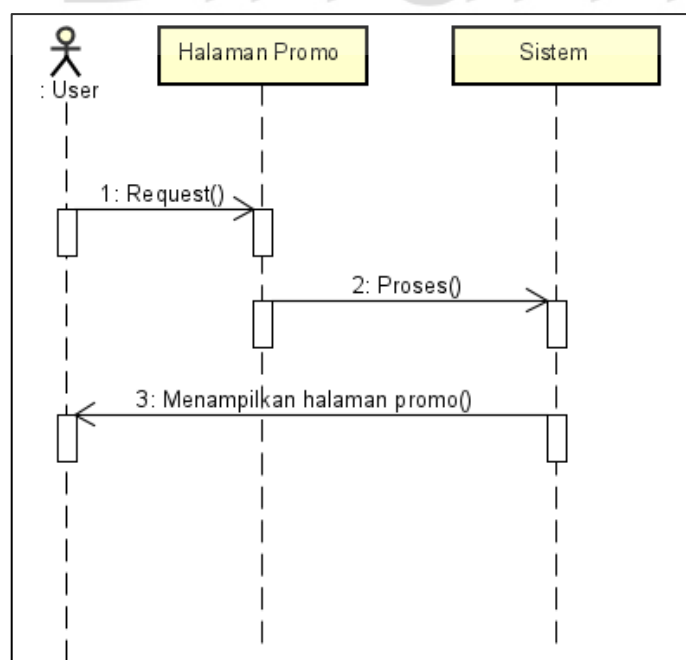 Halaman Promo
Sistem
: User
1: Request()
2: Proses()
3: Menampilkan halaman promo()